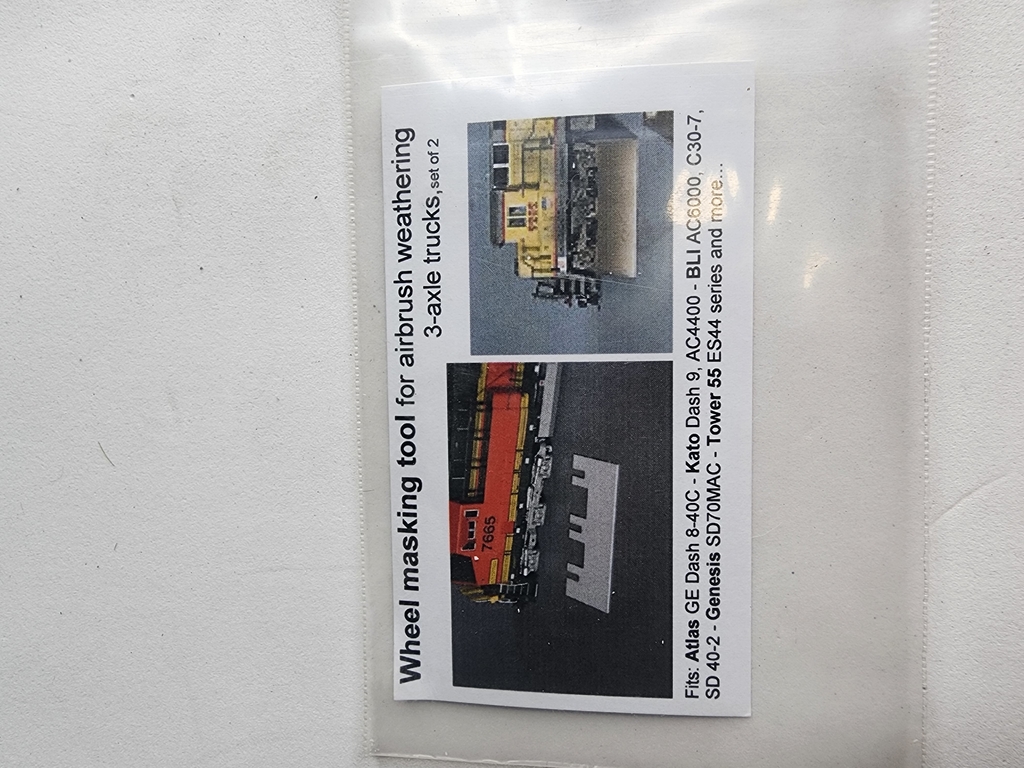 Wheel masking tool for airbrush weathering
3-axle trucks, set of 2
7665
Fits: Atlas GE Dash 8-40C - Kato Dash 9, AC4400 - BLI AC6000, C30-7,
SD 40-2 - Genesis SD70MAC - Tower 55 ES44 series and more...